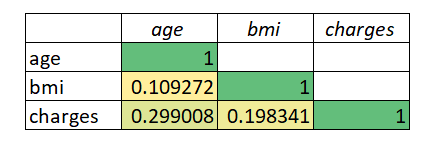 age bmi charges
age 1
bmi 0.109272 1
charges 0.299008 0.198341 1